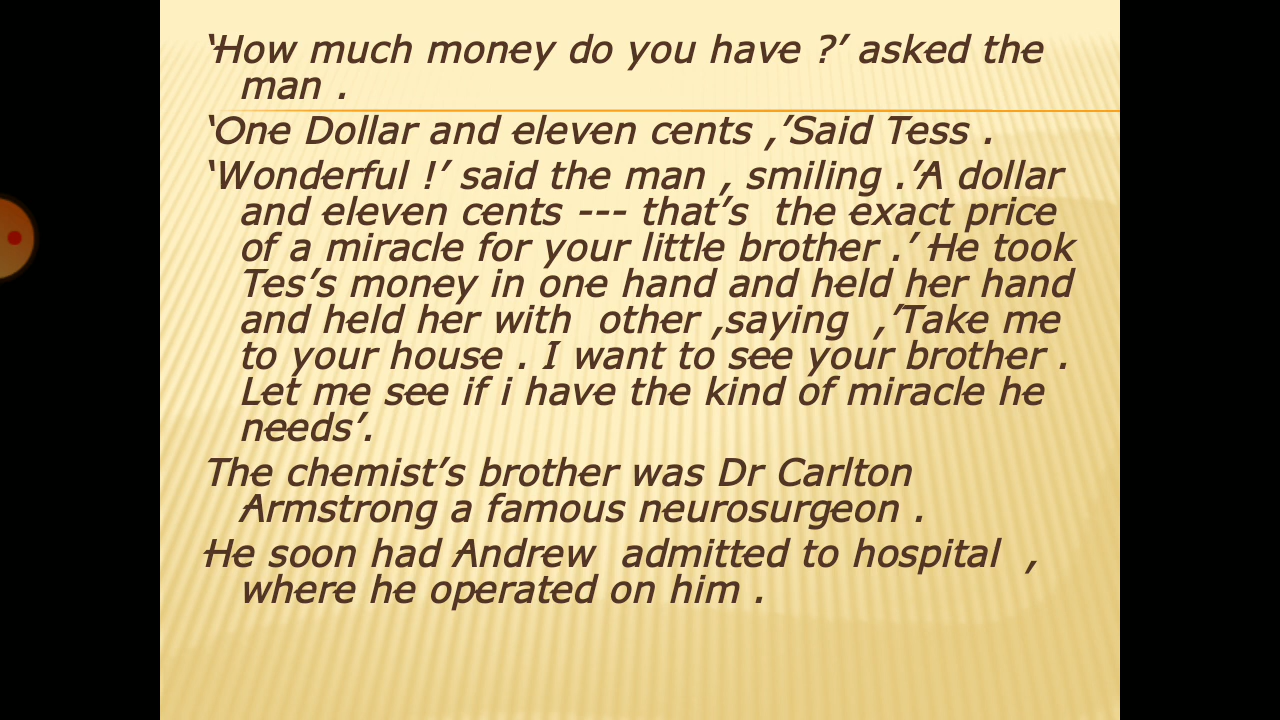 ‘How much money do you have ?’ asked the
man .
‘One Dollar and eleven cents ,’Said Tess .
‘Wonderful !’ said the man , smiling .’A dollar
and eleven cents --- that’s  the exact price
of a miracle for your little brother .’ He took
Tes’s money in one hand and held her hand
and held her with  other ,saying  ,’Take me
to your house . I want to see your brother .
Let me see if i have the kind of miracle he
needs’.
The chemist’s brother was Dr Carlton
Armstrong a famous neurosurgeon .
He soon had Andrew  admitted to hospital  ,
where he operated on him .